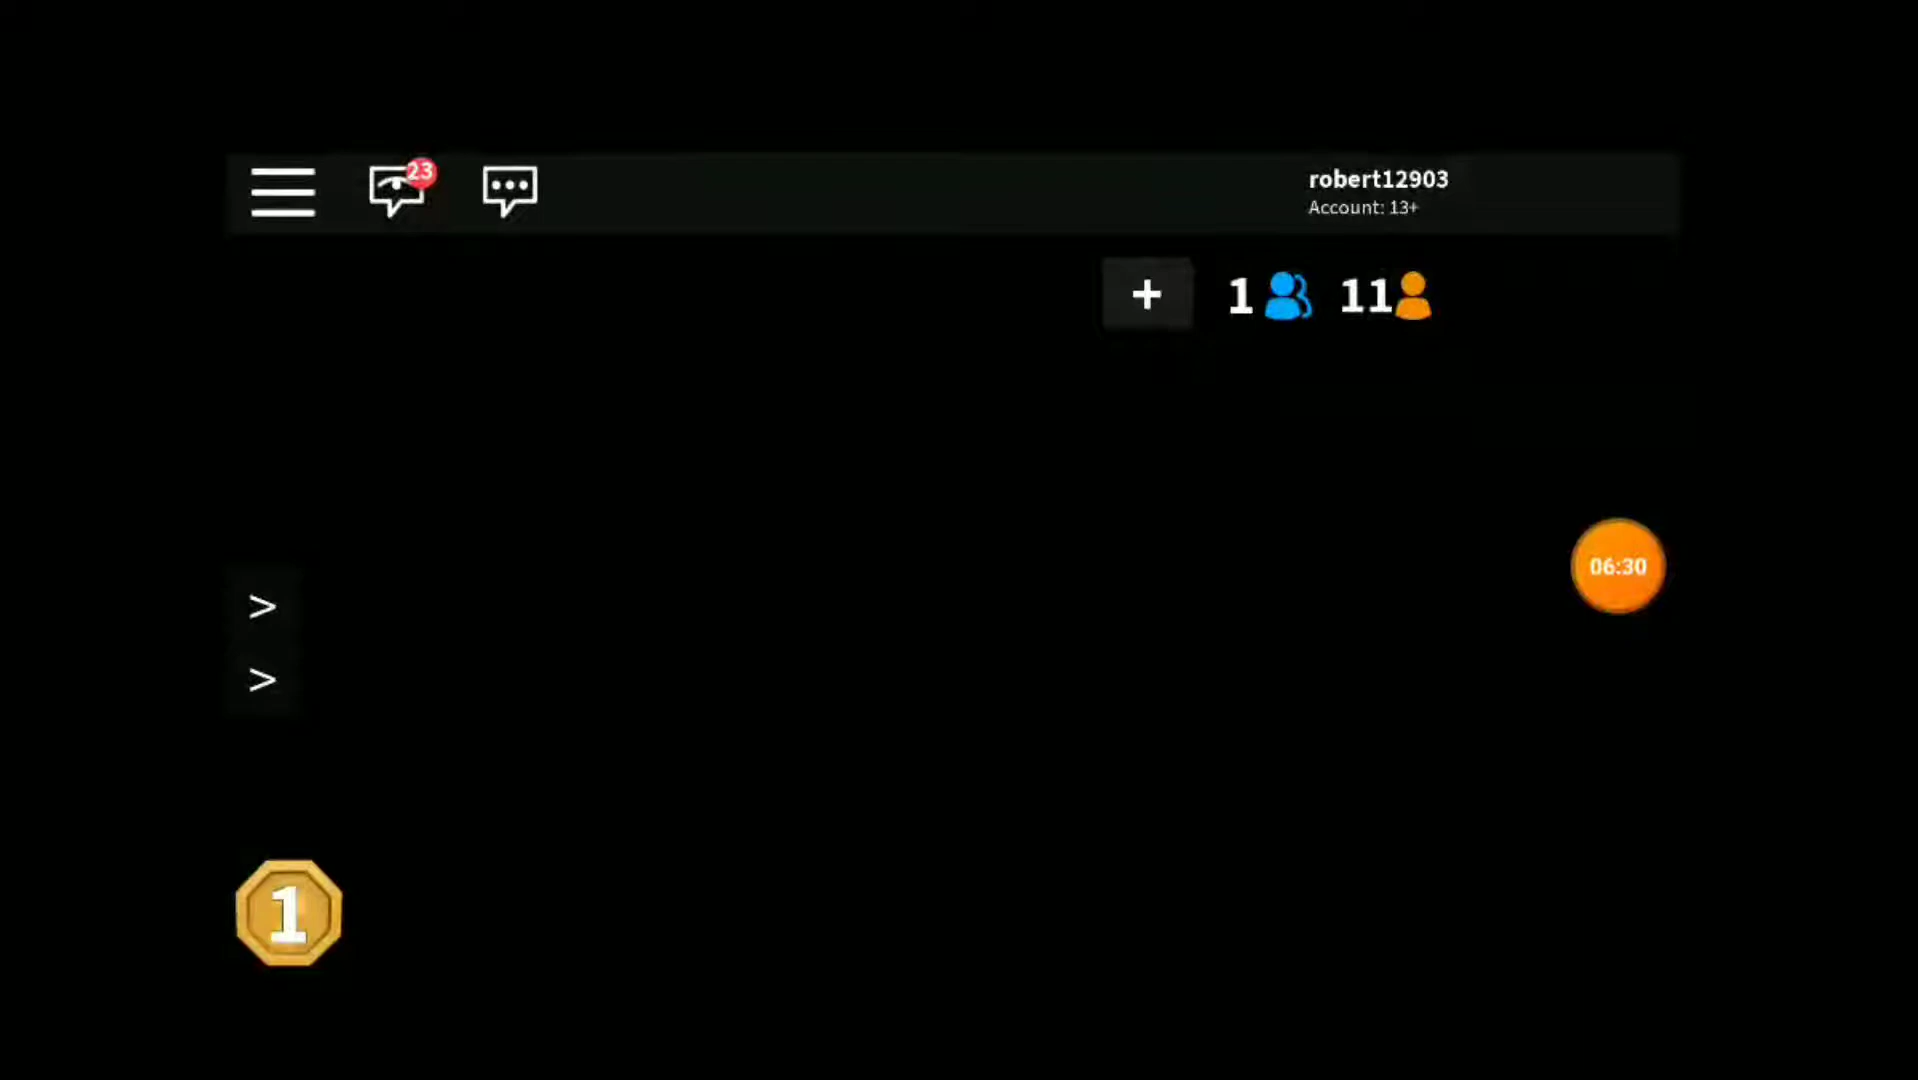 23
robert12903
Account: 13+
+ 1 11
06:30
>
>
1